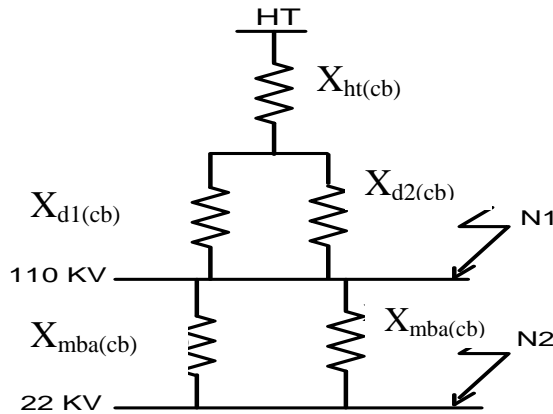 HT
X_ht(cb)
X_d1(cb)
X_d2(cb)
N1
110 KV
X_mba(cb)
X_mba(cb)
N2
22 KV